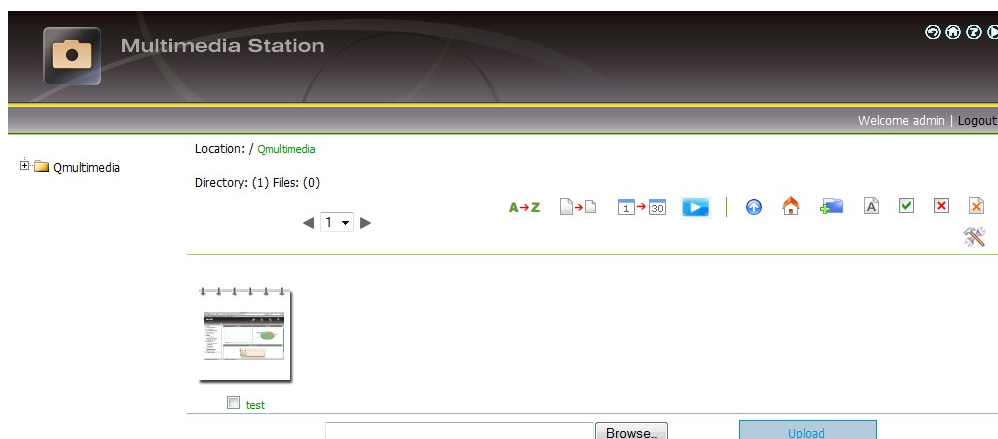 Multimedia Station
Welcome admin | Logout
Location: / Qmultimedia
Qmultimedia
Directory: (1) Files: (0)
1
A→Z
1→30
A
test
Browse...
Upload